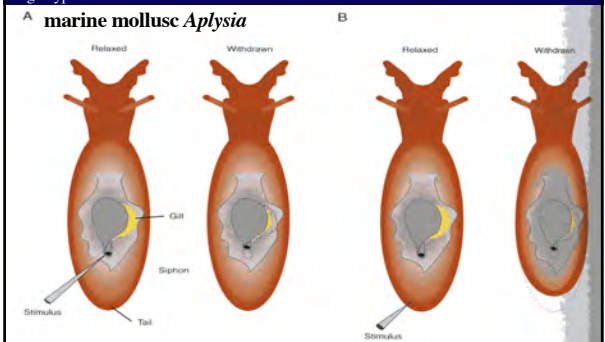 A marine mollusc Aplysia
B
Relaxed
Withdrawn
Relaxed
Withdrawn
Gill
Siphon
Stimulus
Tail
Stimulus